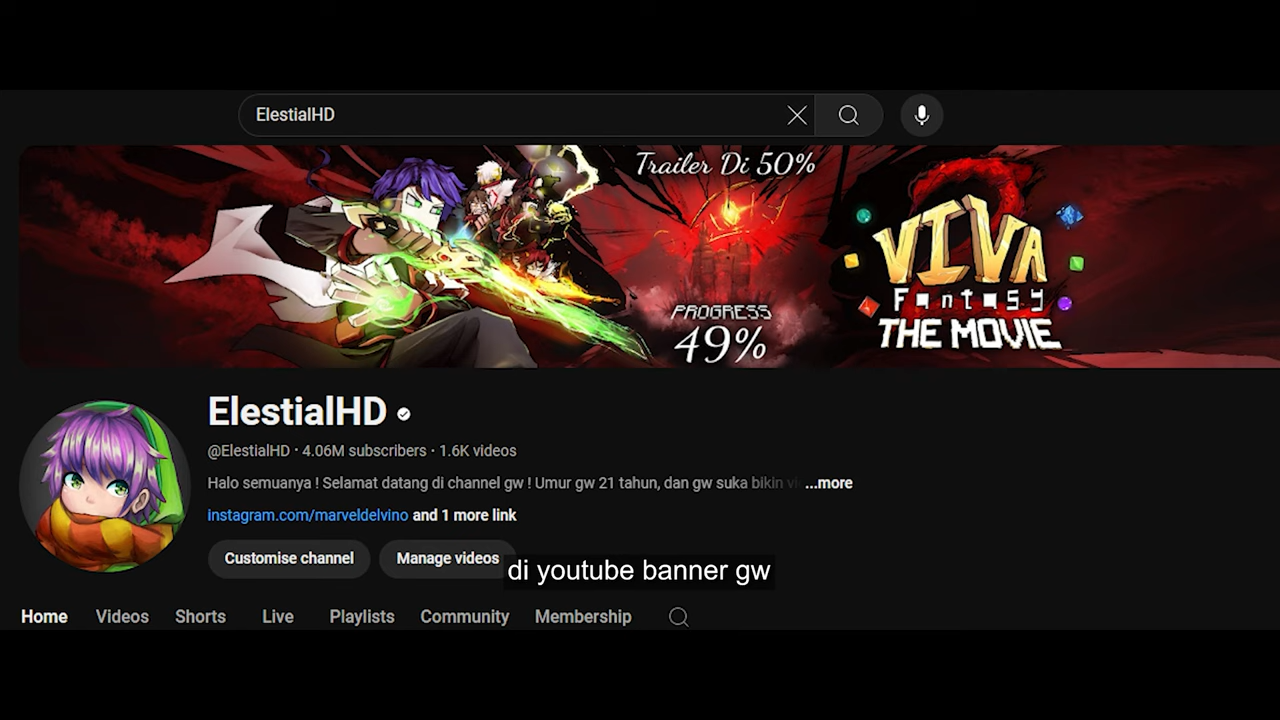 ElestialHD
Trailer Di 50%
PROGRESS
49%
VIVA
Fantasy
THE MOVIE
ElestialHD
@ElestialHD · 4.06M subscribers · 1.6K videos
Halo semuanya ! Selamat datang di channel gw ! Umur gw 21 tahun, dan gw suka bikin vi ...more
instagram.com/marveldelvino and 1 more link
Customise channel Manage videos
di youtube banner gw
Home Videos Shorts Live Playlists Community Membership